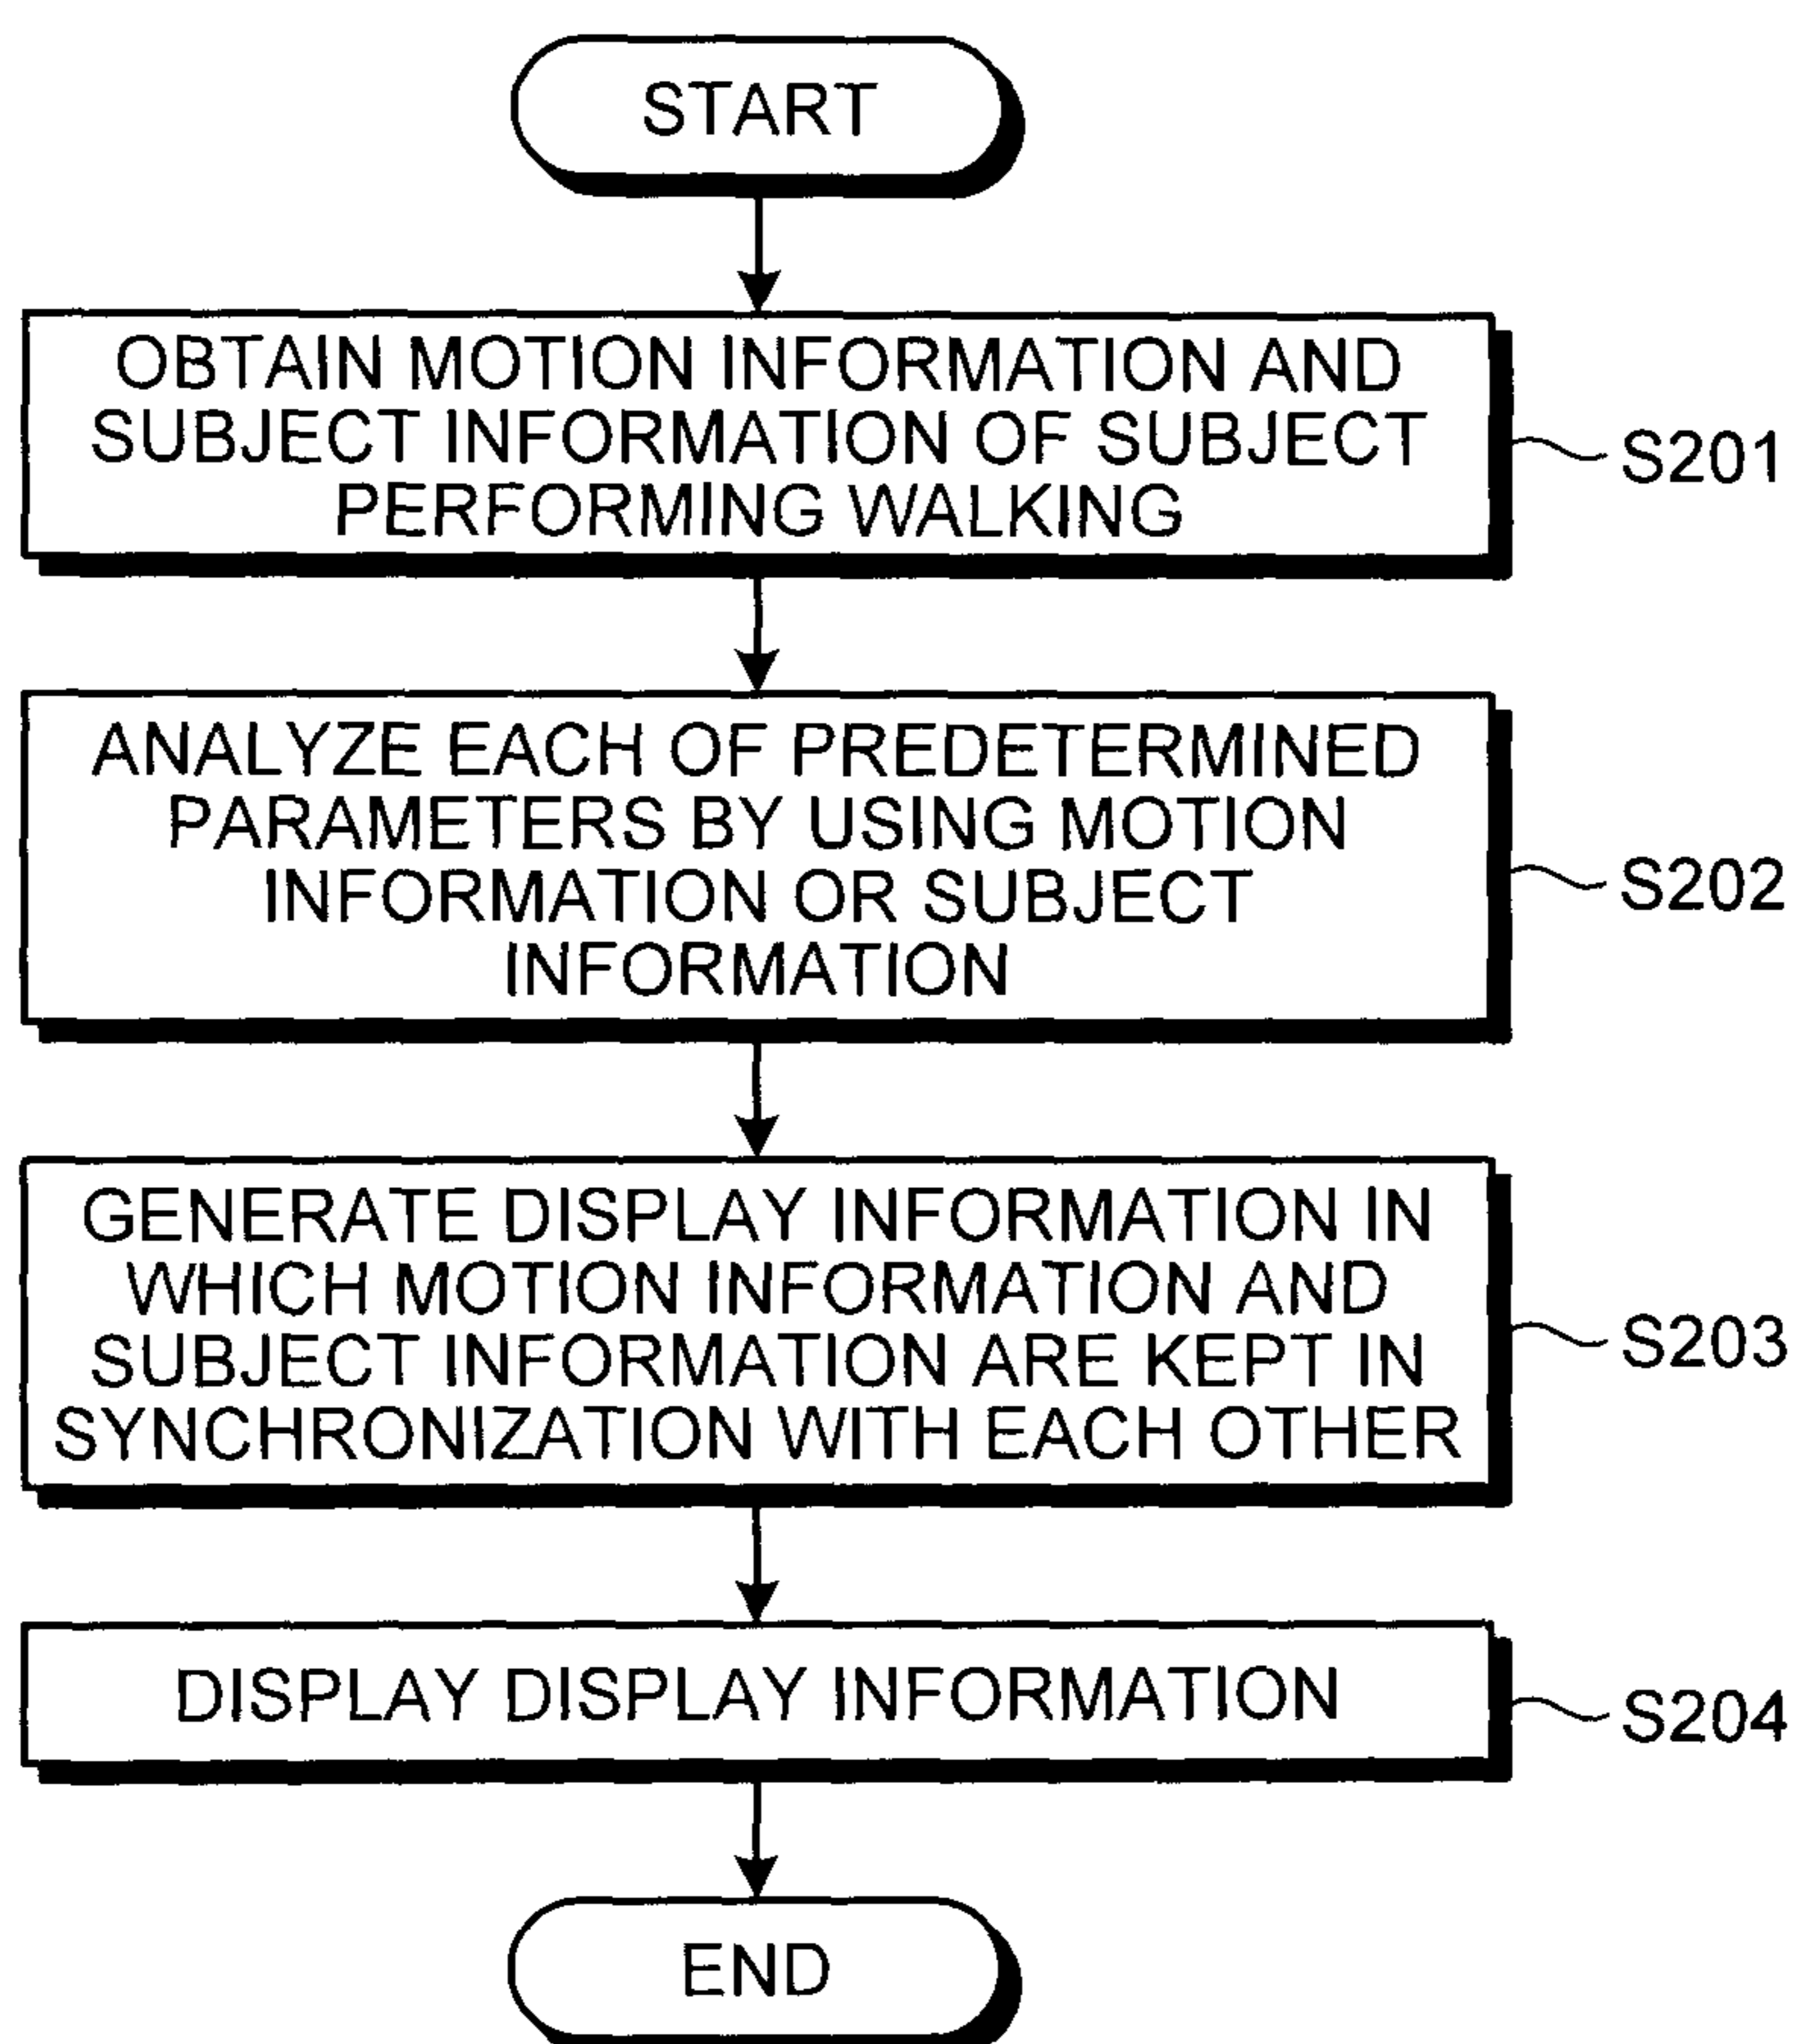 START
OBTAIN MOTION INFORMATION AND
SUBJECT INFORMATION OF SUBJECT
PERFORMING WALKING
S201
ANALYZE EACH OF PREDETERMINED
PARAMETERS BY USING MOTION
INFORMATION OR SUBJECT
INFORMATION
S202
GENERATE DISPLAY INFORMATION IN
WHICH MOTION INFORMATION AND
SUBJECT INFORMATION ARE KEPT IN
SYNCHRONIZATION WITH EACH OTHER
S203
DISPLAY DISPLAY INFORMATION
S204
END